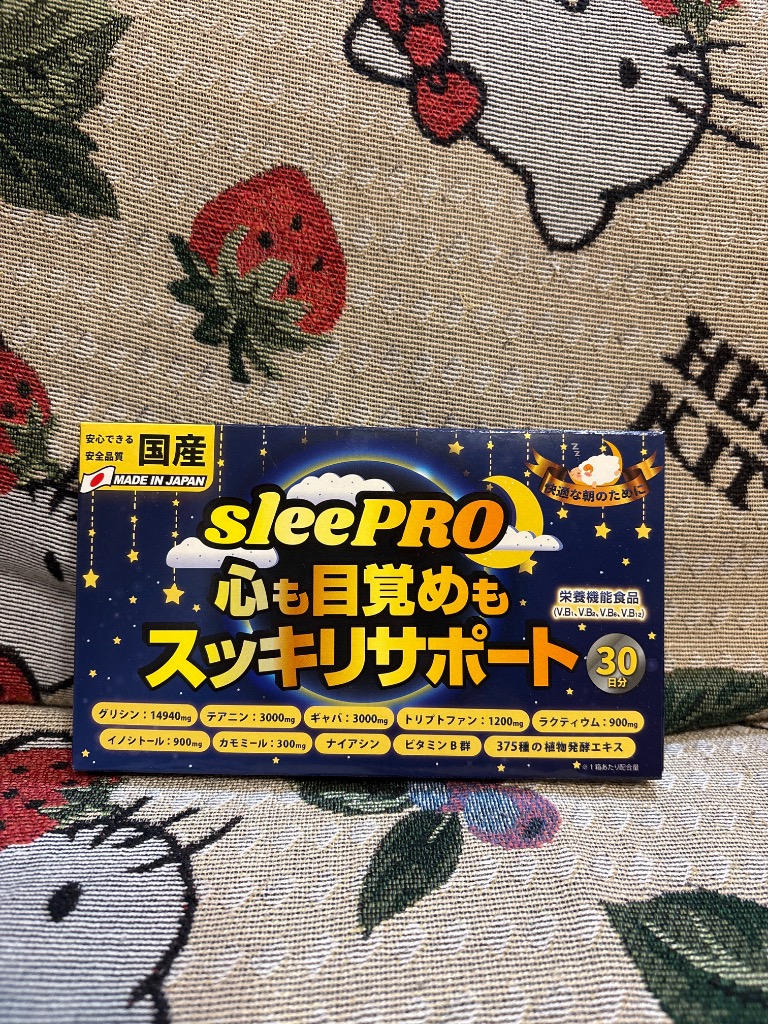 HE
KIT
安心できる
安全品質
国産
MADE IN JAPAN
快適な朝のために
sleePRO
心も目覚めも
スッキリサポート
栄養機能食品
(V.B₁、V.B₂、V.B₆、V.B₁₂)
30
日分
グリシン:14940mg テアニン:3000mg ギャバ:3000mg トリプトファン:1200mg ラクティウム:900mg
イノシトール:900mg カモミール:300mg ナイアシン ビタミンB群 375種の植物発酵エキス
※1箱あたり配合量